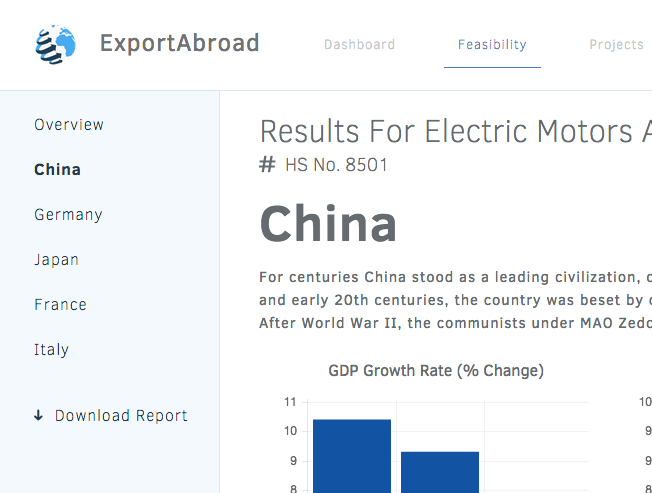 ExportAbroad
Dashboard
Feasibility
Projects
Overview
China
Germany
Japan
France
Italy
Download Report
Results For Electric Motors A
# HS No. 8501
China
For centuries China stood as a leading civilization, o
and early 20th centuries, the country was beset by c
After World War II, the communists under MAO Zedo
GDP Growth Rate (% Change)
11
10
9
8
10
9
9
8